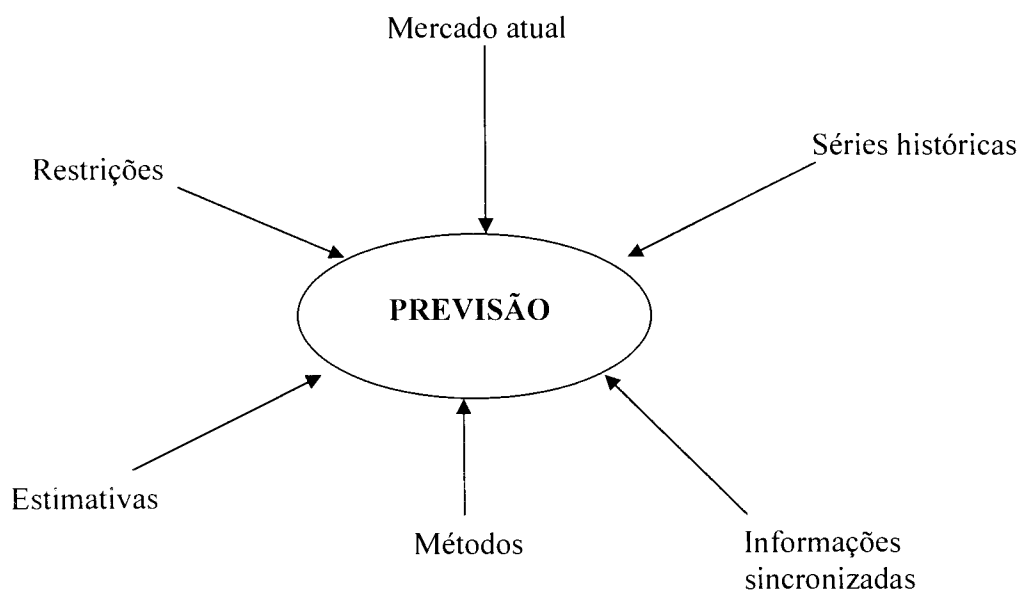 Mercado atual
Séries históricas
Restrições
PREVISÃO
Estimativas
Métodos
Informações
sincronizadas